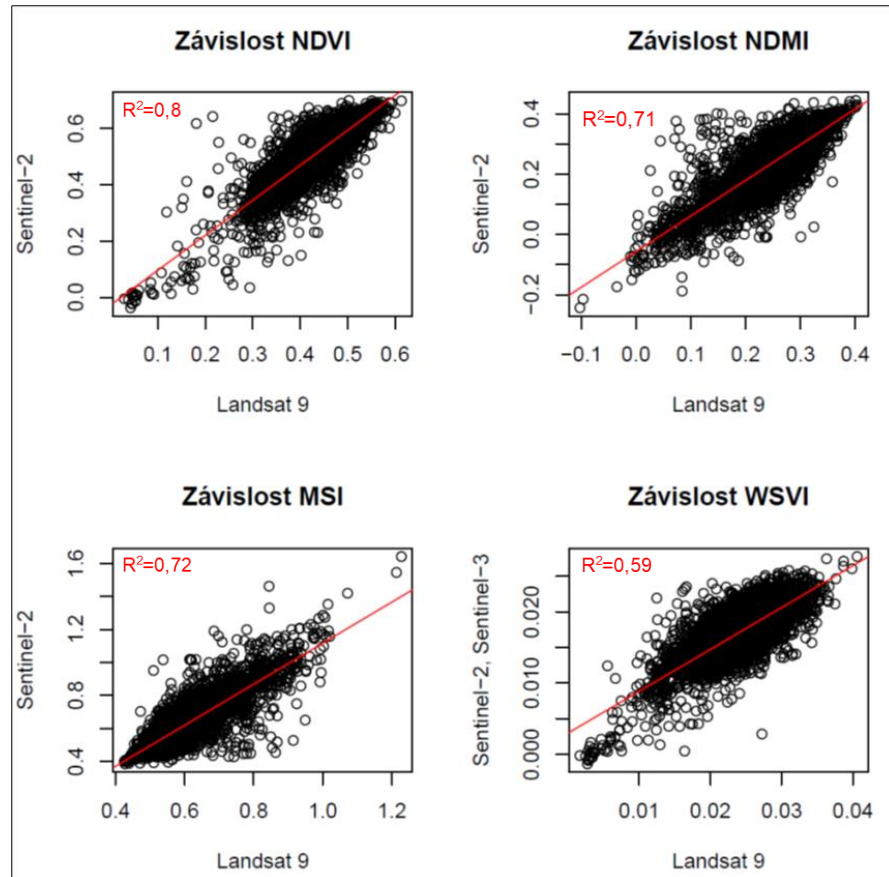 Závislost NDVI
R²=0,8
Sentinel−2
0.0 0.2 0.4 0.6
0.1 0.2 0.3 0.4 0.5 0.6
Landsat 9
Závislost NDMI
R²=0,71
Sentinel−2
−0.2 0.0 0.2 0.4
−0.1 0.0 0.1 0.2 0.3 0.4
Landsat 9
Závislost MSI
R²=0,72
Sentinel−2
0.4 0.8 1.2 1.6
0.4 0.6 0.8 1.0 1.2
Landsat 9
Závislost WSVI
R²=0,59
Sentinel−2, Sentinel−3
0.000 0.010 0.020
0.01 0.02 0.03 0.04
Landsat 9